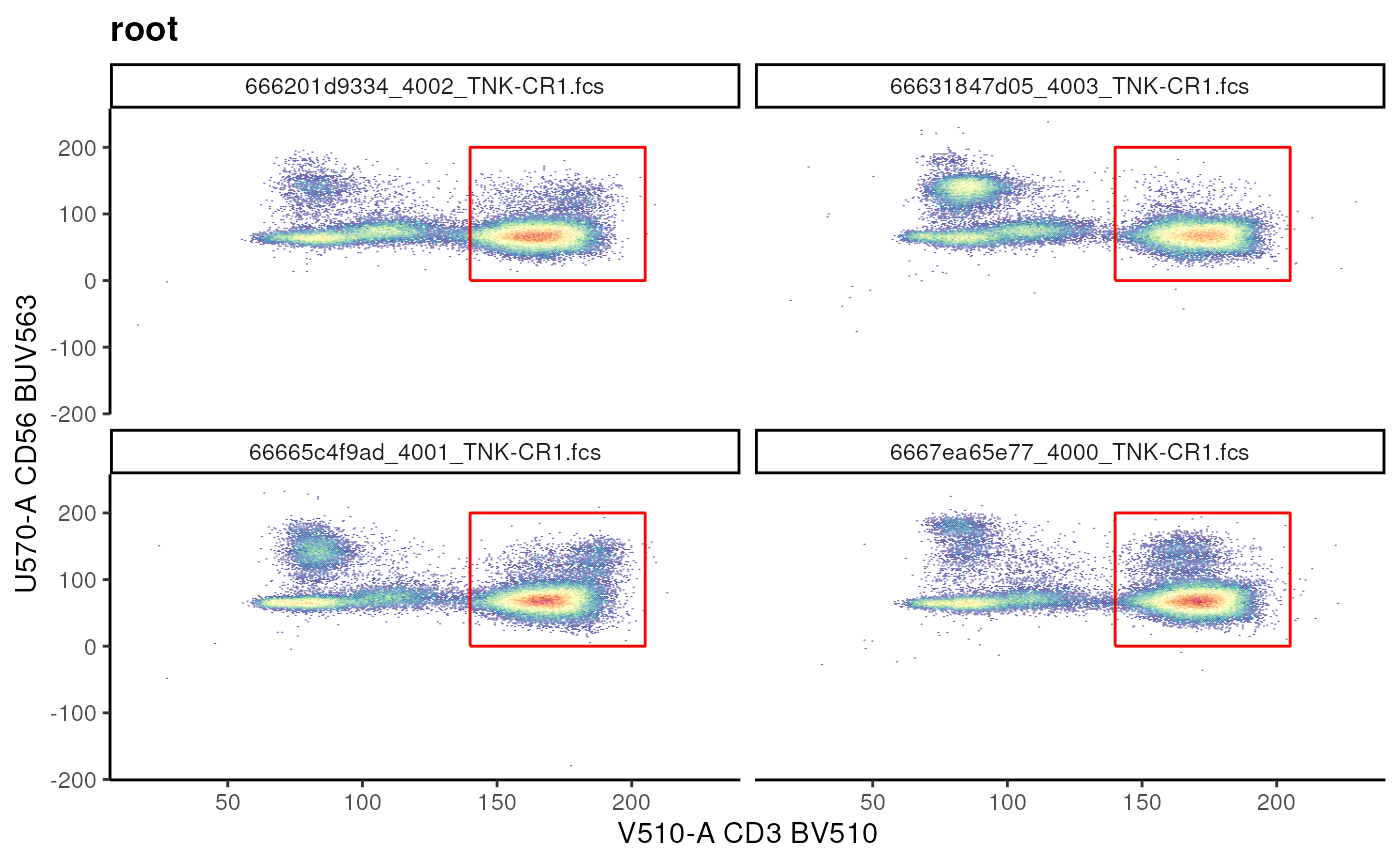 root
666201d9334_4002_TNK-CR1.fcs
66631847d05_4003_TNK-CR1.fcs
200
100
0
-100
-200
66665c4f9ad_4001_TNK-CR1.fcs
6667ea65e77_4000_TNK-CR1.fcs
200
100
0
-100
-200
50 100 150 200
50 100 150 200
V510-A CD3 BV510
U570-A CD56 BUV563